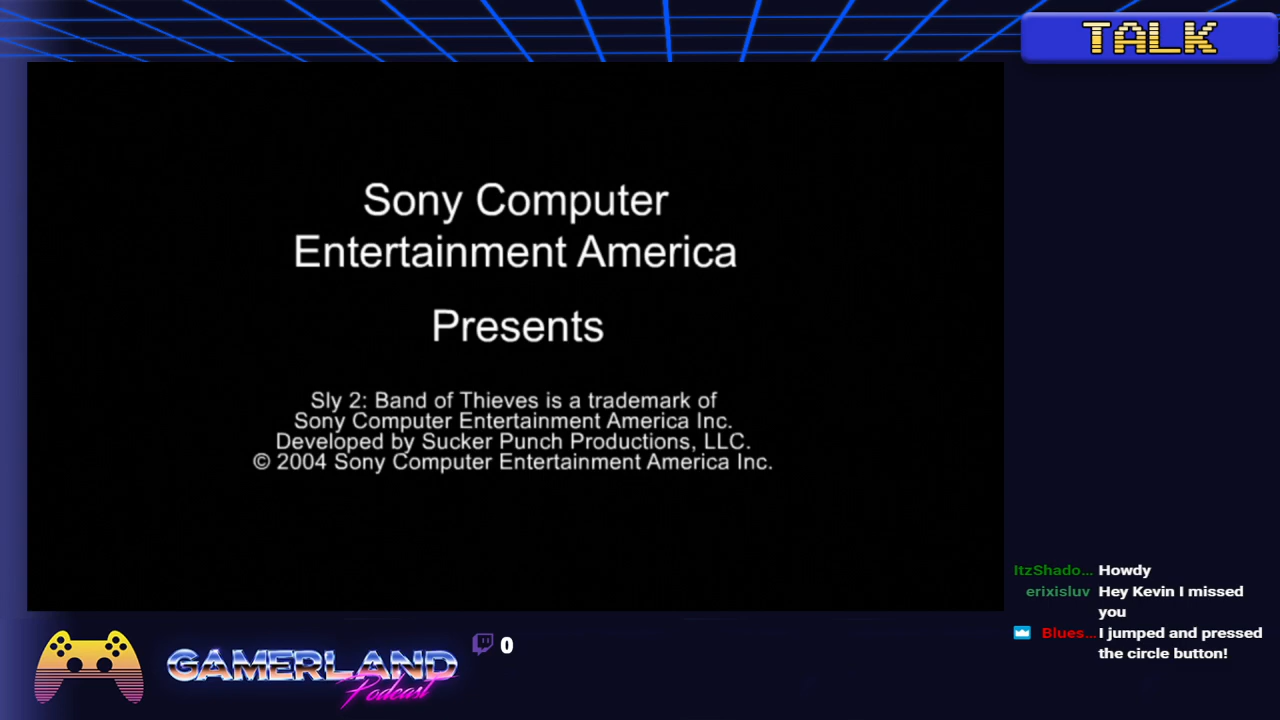 TALK
Sony Computer
Entertainment America
Presents
Sly 2: Band of Thieves is a trademark of
Sony Computer Entertainment America Inc.
Developed by Sucker Punch Productions, LLC.
© 2004 Sony Computer Entertainment America Inc.
ItzShado... Howdy
erixisluv Hey Kevin I missed
you
Blues... I jumped and pressed
the circle button!
GAMERLAND
Podcast
0